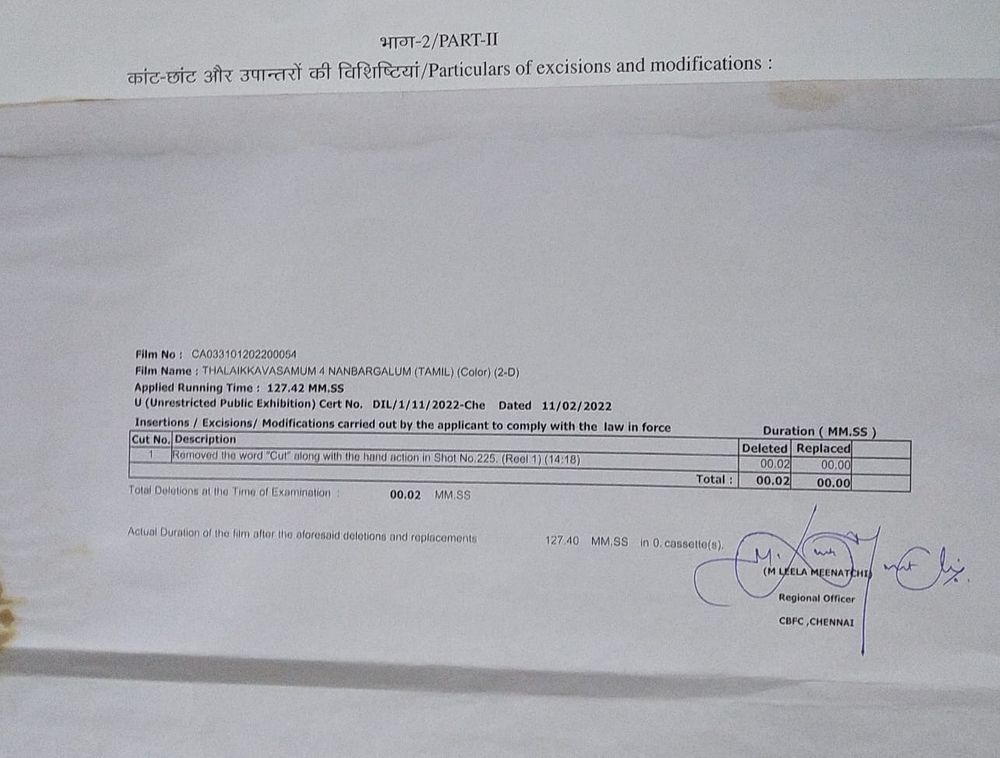 भाग-2/PART-II
कांट-छांट और उपान्तरों की विशिष्टियां/Particulars of excisions and modifications :
Film No : CA033101202200054
Film Name : THALAIKKAVASAMUM 4 NANBARGALUM (TAMIL) (Color) (2-D)
Applied Running Time : 127.42 MM.SS
U (Unrestricted Public Exhibition) Cert No. DIL/1/11/2022-Che Dated 11/02/2022
Insertions / Excisions/ Modifications carried out by the applicant to comply with the law in force Duration ( MM.SS )
Cut No. Description Deleted Replaced
1 Removed the word "Cut" along with the hand action in Shot No.225. (Reel 1) (14:18) 00.02 00.00
Total : 00.02 00.00
Total Deletions at the Time of Examination : 00.02 MM.SS
Actual Duration of the film after the aforesaid deletions and replacements 127.40 MM.SS in 0. cassette(s).
(M LEELA MEENATCHI)
Regional Officer
CBFC ,CHENNAI